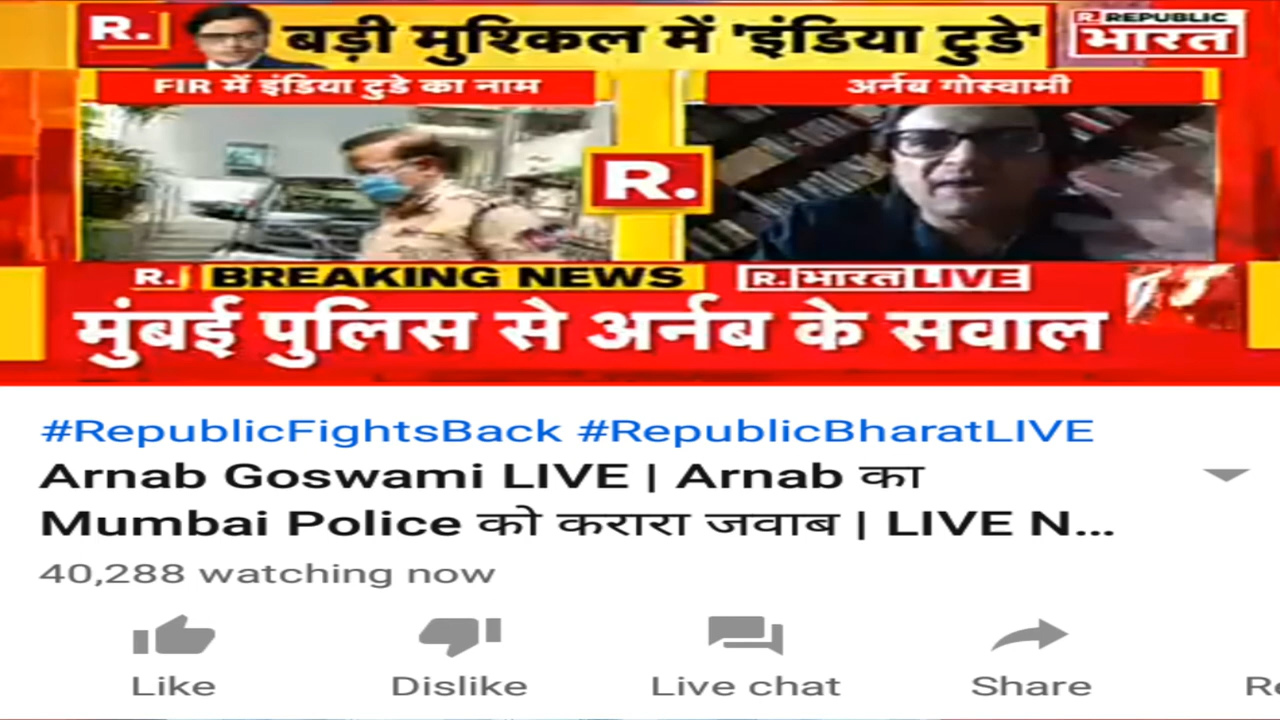 R.
बड़ी मुश्किल में 'इंडिया टुडे'
R. REPUBLIC
भारत
FIR में इंडिया टुडे का नाम
अर्नब गोस्वामी
R.
R. BREAKING NEWS
R. भारत LIVE
मुंबई पुलिस से अर्नब के सवाल
#RepublicFightsBack #RepublicBharatLIVE
Arnab Goswami LIVE | Arnab का
Mumbai Police को करारा जवाब | LIVE N...
40,288 watching now
Like
Dislike
Live chat
Share